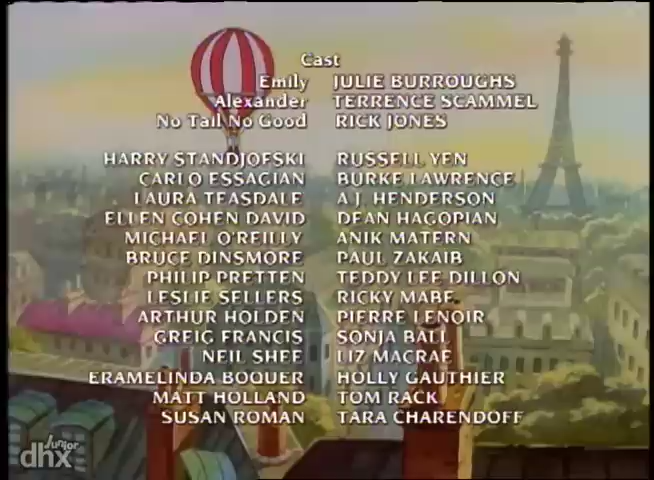 Cast
Emily JULIE BURROUGHS
Alexander TERRENCE SCAMMEL
No Tail No Good RICK JONES
HARRY STANDJOFSKI RUSSELL YEN
CARLO ESSAGIAN BURKE LAWRENCE
LAURA TEASDALE A.J. HENDERSON
ELLEN COHEN DAVID DEAN HAGOPIAN
MICHAEL O'REILLY ANIK MATERN
BRUCE DINSMORE PAUL ZAKAIB
PHILIP PRETTEN TEDDY LEE DILLON
LESLIE SELLERS RICKY MABE
ARTHUR HOLDEN PIERRE LENOIR
GREIG FRANCIS SONJA BALL
NEIL SHEE LIZ MACRAE
ERAMELINDA BOQUER HOLLY GAUTHIER
MATT HOLLAND TOM RACK
SUSAN ROMAN TARA CHARENDOFF
Junior
dhx